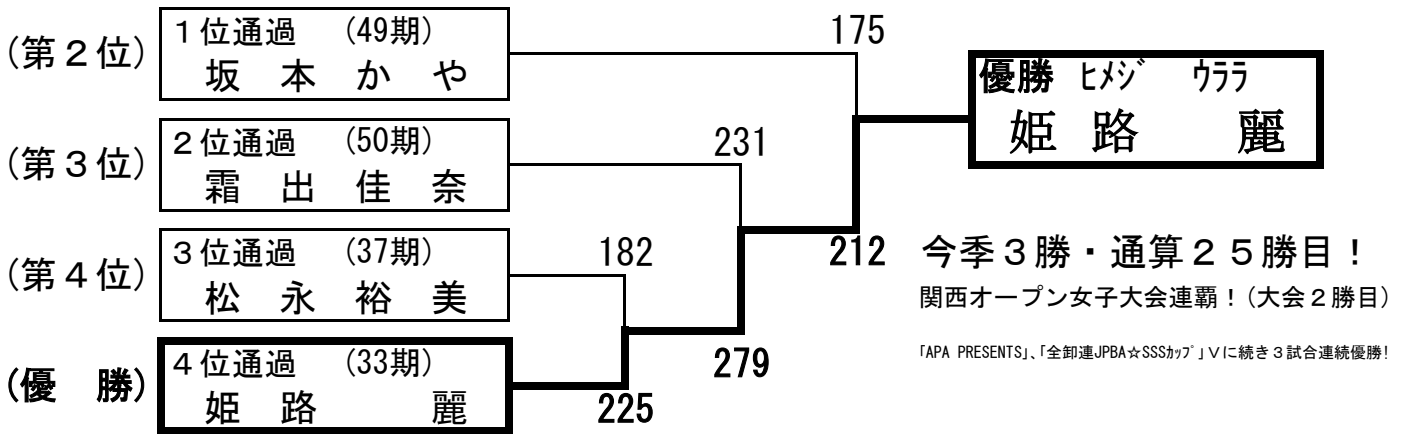 (第２位)
１位通過 (49期)
坂 本 か や
175
優勝 ﾋﾒｼﾞ ｳﾗﾗ
姫 路 麗
(第３位)
２位通過 (50期)
霜 出 佳 奈
231
(第４位)
３位通過 (37期)
松 永 裕 美
182
212
今季３勝・通算２５勝目！
関西オープン女子大会連覇！(大会２勝目)
(優 勝)
４位通過 (33期)
姫 路 麗
225
279
「APA PRESENTS」、「全卸連JPBA☆SSSｶｯﾌﾟ」Ｖに続き３試合連続優勝!